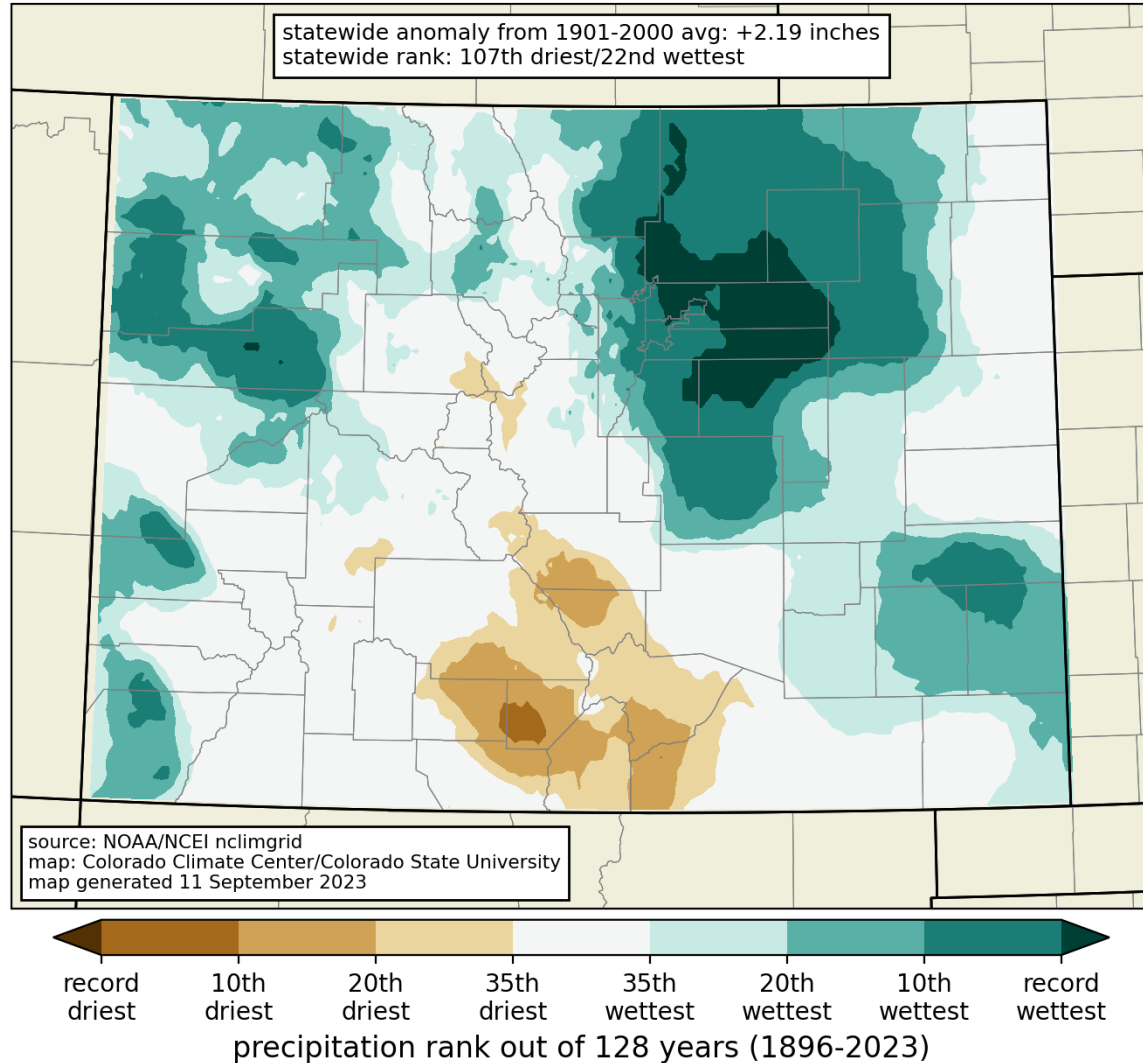 statewide anomaly from 1901-2000 avg: +2.19 inches
statewide rank: 107th driest/22nd wettest
source: NOAA/NCEI nclimgrid
map: Colorado Climate Center/Colorado State University
map generated 11 September 2023
record 10th 20th 35th 35th 20th 10th record
driest driest driest driest wettest wettest wettest wettest
precipitation rank out of 128 years (1896-2023)